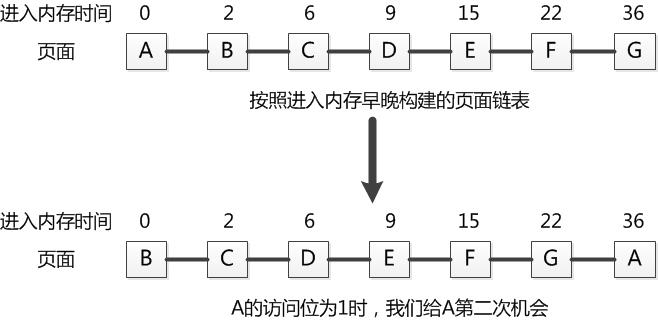 进入内存时间 0 2 6 9 15 22 36
页面 A B C D E F G
按照进入内存早晚构建的页面链表
进入内存时间 0 2 6 9 15 22 36
页面 B C D E F G A
A的访问位为1时，我们给A第二次机会